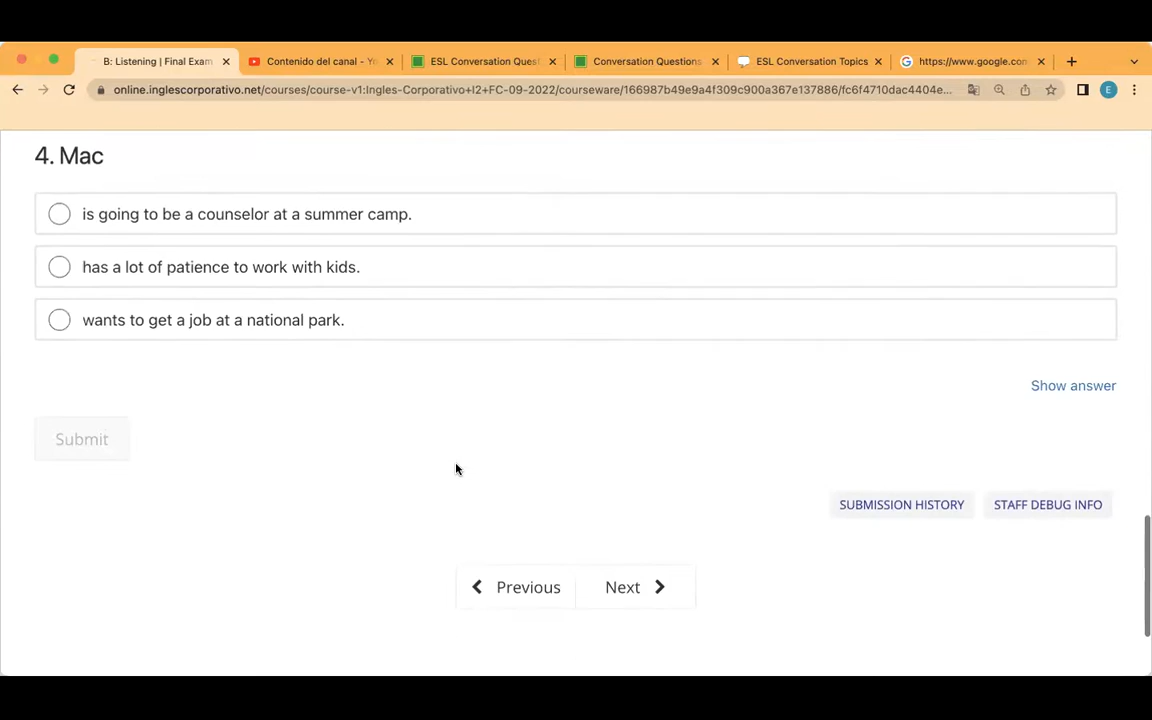 B: Listening | Final Exam
Contenido del canal - Yo
ESL Conversation Quest
Conversation Questions
ESL Conversation Topics
https://www.google.con
online.inglescorporativo.net/courses/course-v1:Ingles-Corporativo+I2+FC-09-2022/courseware/166987b49e9a4f309c900a367e137886/fc6f4710dac4404e...
E
4. Mac
is going to be a counselor at a summer camp.
has a lot of patience to work with kids.
wants to get a job at a national park.
Show answer
Submit
SUBMISSION HISTORY
STAFF DEBUG INFO
Previous
Next